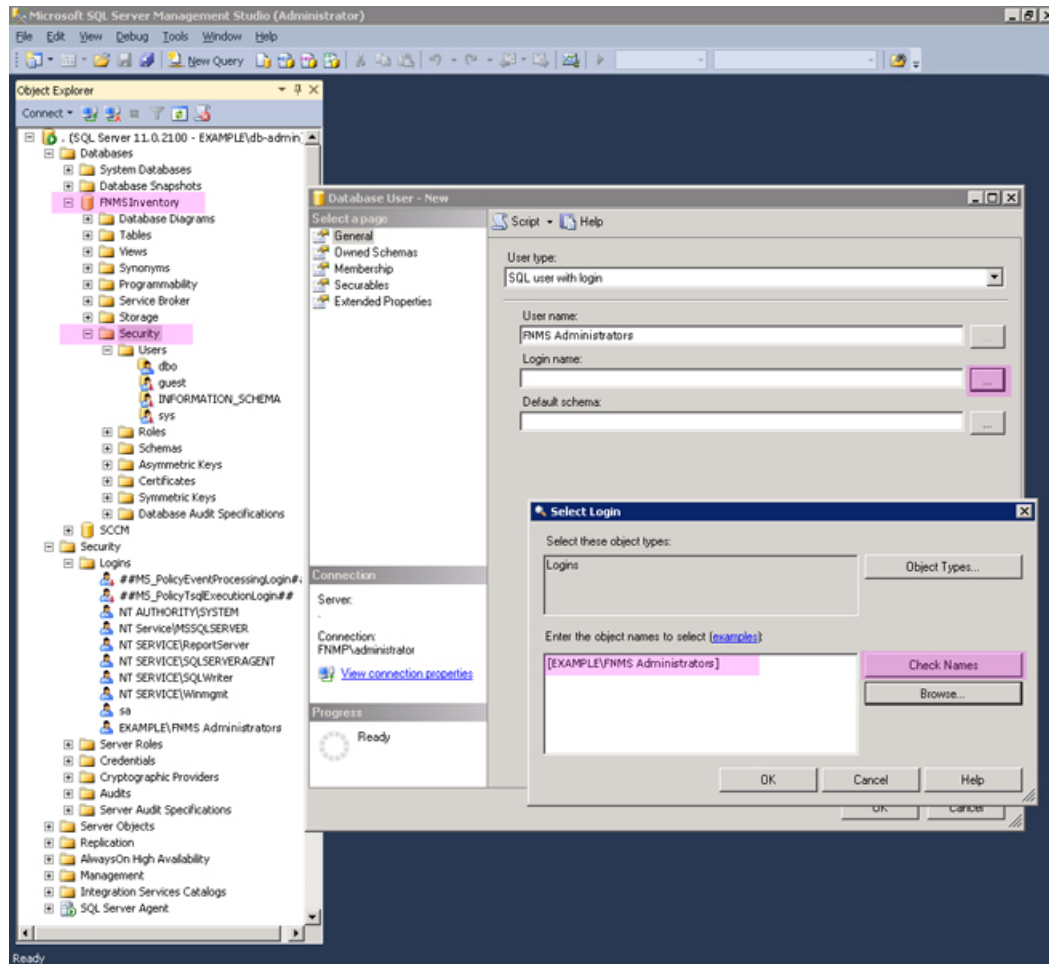 Microsoft SQL Server Management Studio (Administrator)
File Edit View Debug Tools Window Help
New Query
Object Explorer
Connect
. (SQL Server 11.0.2100 - EXAMPLE\db-admin
Databases
System Databases
Database Snapshots
FNMSInventory
Database Diagrams
Tables
Views
Synonyms
Programmability
Service Broker
Storage
Security
Users
dbo
guest
INFORMATION_SCHEMA
sys
Roles
Schemas
Asymmetric Keys
Certificates
Symmetric Keys
Database Audit Specifications
SCCM
Security
Logins
##MS_PolicyEventProcessingLogin#
##MS_PolicyTsqlExecutionLogin##
NT AUTHORITY\SYSTEM
NT Service\MSSQLSERVER
NT SERVICE\ReportServer
NT SERVICE\SQLSERVERAGENT
NT SERVICE\SQLWriter
NT SERVICE\Winmgmt
sa
EXAMPLE\FNMS Administrators
Server Roles
Credentials
Cryptographic Providers
Audits
Server Audit Specifications
Server Objects
Replication
AlwaysOn High Availability
Management
Integration Services Catalogs
SQL Server Agent
Ready
Database User - New
Select a page
General
Owned Schemas
Membership
Securables
Extended Properties
Connection
Server:
.
Connection:
FNMP\administrator
View connection properties
Progress
Ready
Script Help
User type:
SQL user with login
User name:
FNMS Administrators
...
Login name:
...
Default schema:
...
OK Cancel
Select Login
Select these object types:
Logins
Object Types...
Enter the object names to select (examples):
[EXAMPLE\FNMS Administrators]
Check Names
Browse...
OK Cancel Help